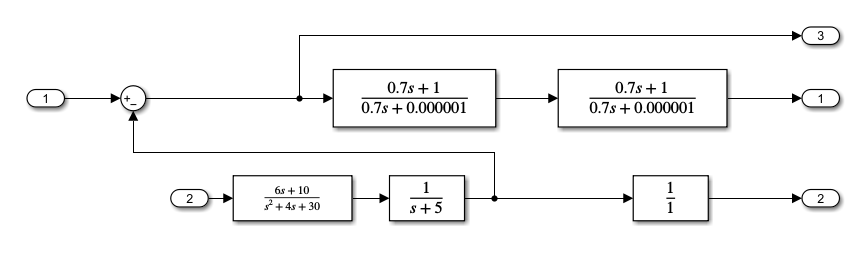 3
1
+
−
0.7s + 1
0.7s + 0.000001
0.7s + 1
0.7s + 0.000001
1
2
6s + 10
s² + 4s + 30
1
s + 5
1
1
2